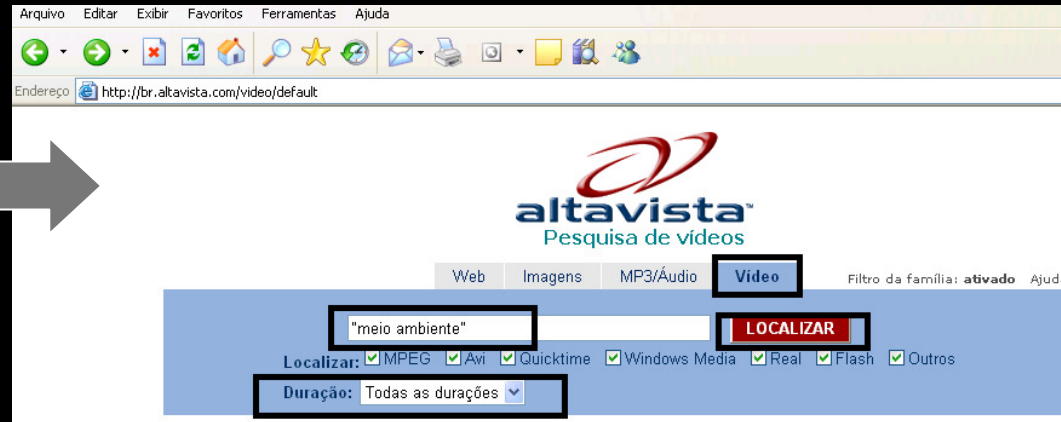 Arquivo Editar Exibir Favoritos Ferramentas Ajuda
Endereço http://br.altavista.com/video/default
altavista™
Pesquisa de vídeos
Web Imagens MP3/Áudio Vídeo Filtro da família: ativado Ajud
"meio ambiente" LOCALIZAR
Localizar: MPEG Avi Quicktime Windows Media Real Flash Outros
Duração: Todas as durações